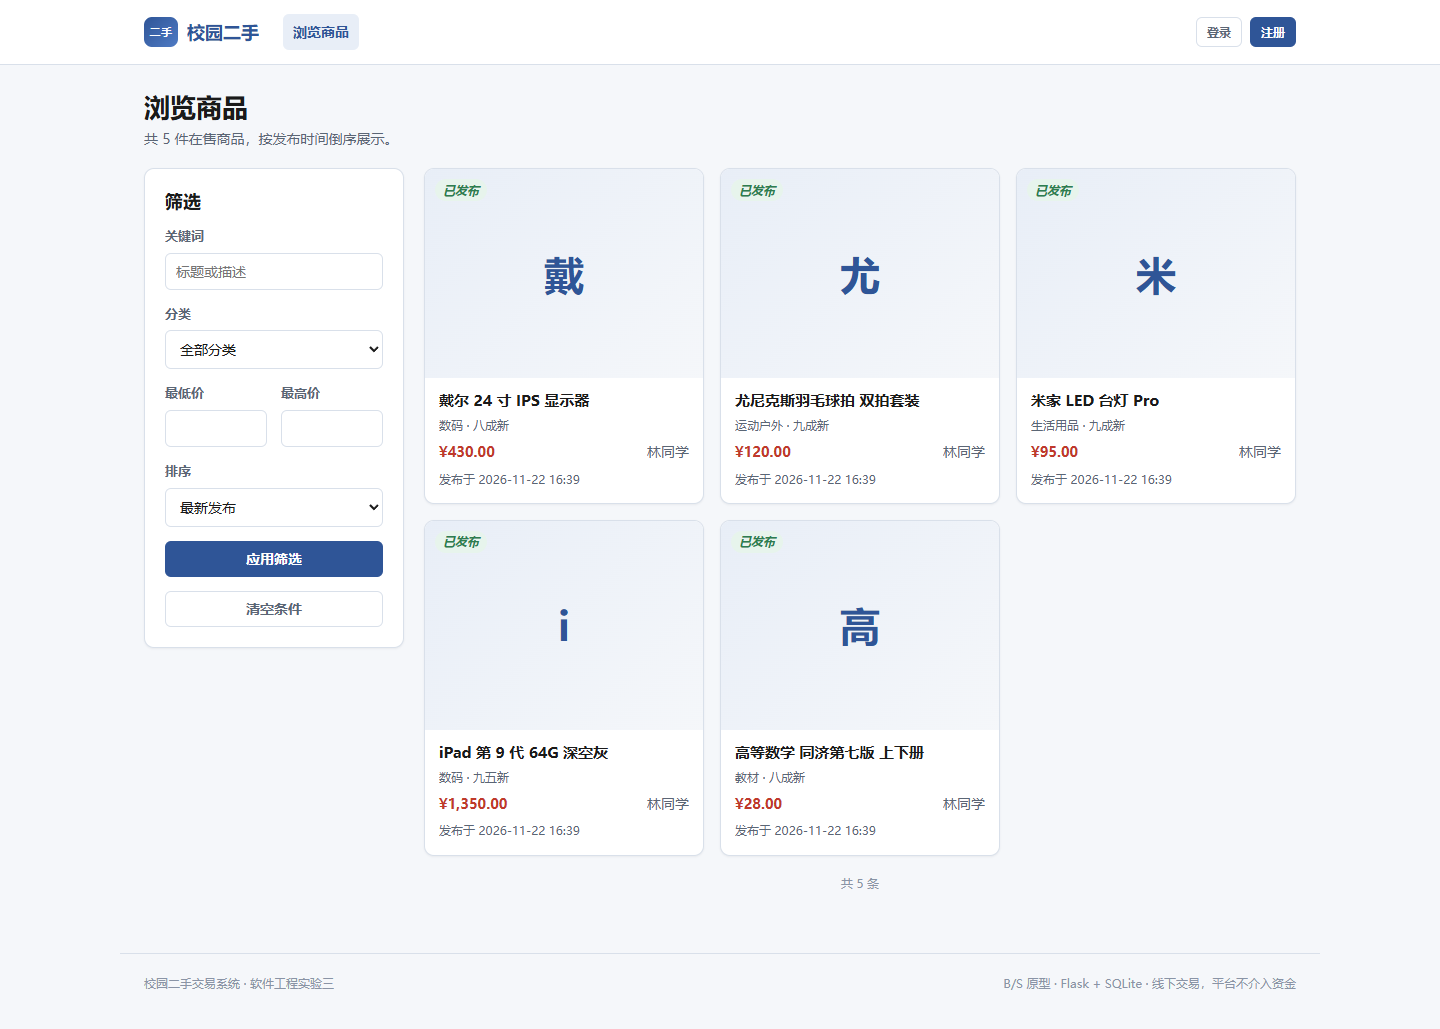 二手 校园二手 浏览商品 登录 注册
浏览商品
共 5 件在售商品，按发布时间倒序展示。
筛选
关键词
标题或描述
分类
全部分类
最低价 最高价
排序
最新发布
应用筛选
清空条件
已发布
戴
戴尔 24 寸 IPS 显示器
数码 · 八成新
¥430.00 林同学
发布于 2026-11-22 16:39
已发布
尤
尤尼克斯羽毛球拍 双拍套装
运动户外 · 九成新
¥120.00 林同学
发布于 2026-11-22 16:39
已发布
米
米家 LED 台灯 Pro
生活用品 · 九成新
¥95.00 林同学
发布于 2026-11-22 16:39
已发布
i
iPad 第 9 代 64G 深空灰
数码 · 九五新
¥1,350.00 林同学
发布于 2026-11-22 16:39
已发布
高
高等数学 同济第七版 上下册
教材 · 八成新
¥28.00 林同学
发布于 2026-11-22 16:39
共 5 条
校园二手交易系统 · 软件工程实验三
B/S 原型 · Flask + SQLite · 线下交易，平台不介入资金